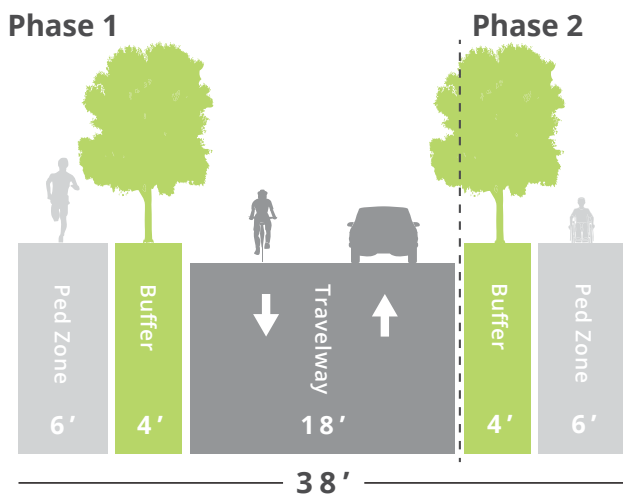 Phase 1
Phase 2
Ped Zone
Buffer
Travelway
Buffer
Ped Zone
6’
4’
18’
4’
6’
38’